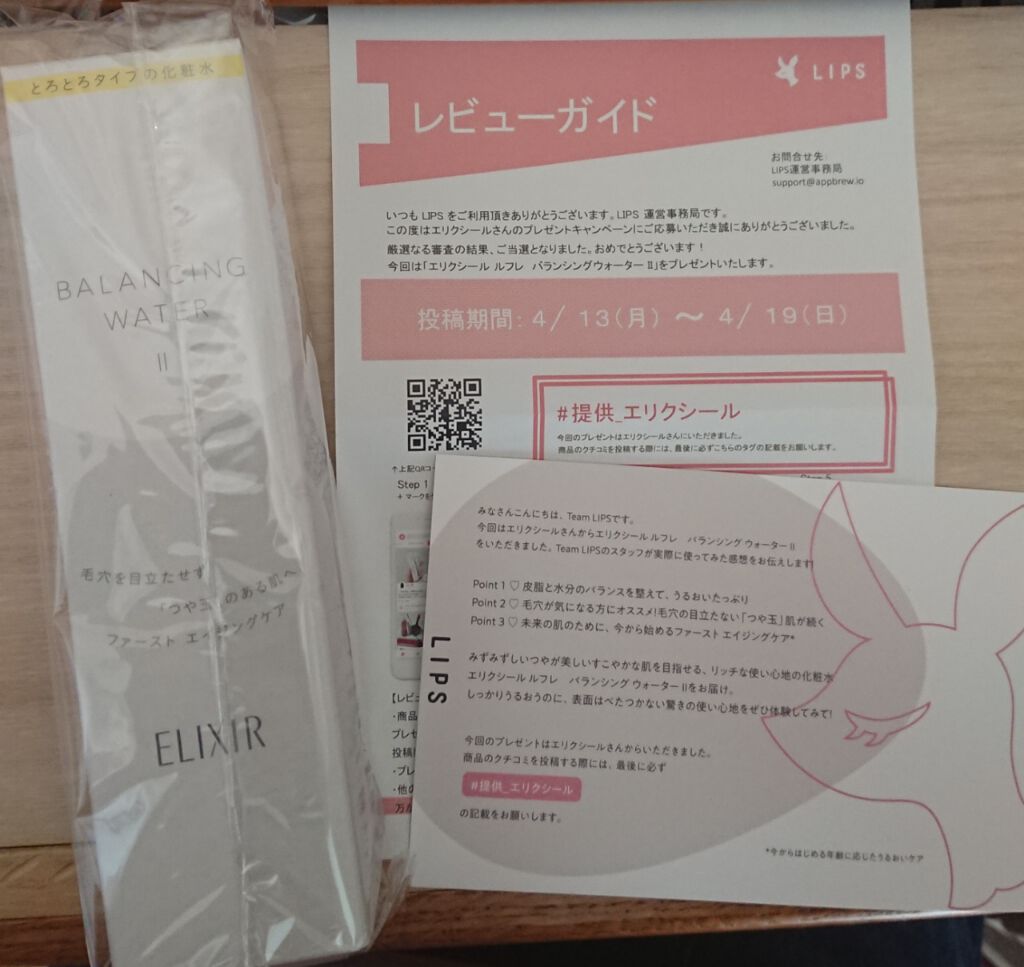 とろとろタイプの化粧水
BALANCING
WATER
II
毛穴を目立たせず
「つや玉」のある肌へ
ファースト エイジングケア
ELIXIR
LIPS
レビューガイド
お問合せ先
LIPS運営事務局
support@appbrew.io
いつも LIPS をご利用頂きありがとうございます。LIPS 運営事務局です。
この度はエリクシールさんのプレゼントキャンペーンにご応募いただき誠にありがとうございました。
厳選なる審査の結果、ご当選となりました。おめでとうございます！
今回は「エリクシール ルフレ バランシングウォーター II」をプレゼントいたします。
投稿期間: 4/ 13(月) ～ 4/ 19(日)
#提供_エリクシール
今回のプレゼントはエリクシールさんにいただきました。
商品のクチコミを投稿する際には、最後に必ずこちらのタグの記載をお願いします。
↑上記QRコー
Step 1
+ マークを
【レビュ
・商品
プレゼ
投稿
・プレ
・他の
万が
LIPS
みなさんこんにちは、Team LIPSです。
今回はエリクシールさんからエリクシール ルフレ バランシング ウォーター II
をいただきました。Team LIPSのスタッフが実際に使ってみた感想をお伝えします!
Point 1 ♡ 皮脂と水分のバランスを整えて、うるおいたっぷり
Point 2 ♡ 毛穴が気になる方にオススメ!毛穴の目立たない「つや玉」肌が続く
Point 3 ♡ 未来の肌のために、今から始めるファースト エイジングケア*
みずみずしいつやが美しいすこやかな肌を目指せる、リッチな使い心地の化粧水
エリクシール ルフレ バランシング ウォーター IIをお届け。
しっかりうるおうのに、表面はべたつかない驚きの使い心地をぜひ体験してみて!
今回のプレゼントはエリクシールさんからいただきました。
商品のクチコミを投稿する際には、最後に必ず
#提供_エリクシール
の記載をお願いします。
*今からはじめる年齢に応じたうるおいケア